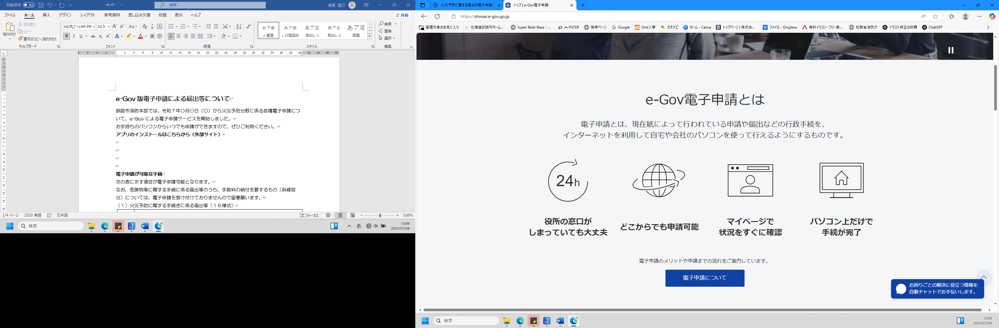 自動保存 オフ ★HP… 検索 長尾 直巳
ファイル ホーム 挿入 デザイン レイアウト 参考資料 差し込み文書 校閲 表示 ヘルプ 共有
貼り付け
切り取り
コピー
書式のコピー/貼り付け
クリップボード
HG丸ｺﾞｼｯｸM-PRO 10.5
フォント
段落
あア亜 標準
あア亜 行間詰め
あア亜 見出し 1
あア亜 見出し 2
あア亜 表題
スタイル
検索
置換
選択
編集
8 6 4 2 2 4 6 8 10 12 14 16 18 20 22 24 26 28 30 32 34 36 38 40 42 44 46 48
e-Gov 版電子申請による届出等について
釧路市消防本部では、令和７年〇月〇日（〇）から火災予防分野に係る各種電子申請につ
いて、e-Gov による電子申請サービスを開始しました。
お手持ちのパソコンからいつでも申請ができますので、ぜひご利用ください。
アプリのインストールはこちらから（外部サイト）
電子申請が可能な手続
次の表に示す項目が電子申請可能となります。
なお、危険物等に関する手続に係る届出等のうち、手数料の納付を要するもの（斜線部
分）については、電子申請を受け付けておりませんので留意願います。
（１）火災予防に関する手続きに係る届出等（１６様式）
1/4 ページ 2520 単語 日本語 フォーカス 108%
検索 あ 13:09
2025/07/04
火災予防に関する届出の電子申請に トップ | e-Gov電子申請
https://shinsei.e-gov.go.jp
管理対象のお気に入り 北海道釧路市ホーム... Super Reiki-Base | ... m-FILTER 検索ページ Google One人事 カオナビ ホーム - Canva トップページ | 株式会... ファイル - Dropbox 無料イラスト・フリー素... 総務省消防庁 イラスト修正の依頼 ChatGPT
e-Gov電子申請とは
電子申請とは、現在紙によって行われている申請や届出などの行政手続を、
インターネットを利用して自宅や会社のパソコンを使って行えるようにするものです。
24h
役所の窓口が
しまっていても大丈夫
どこからでも申請可能
マイページで
状況をすぐに確認
パソコン上だけで
手続が完了
電子申請のメリットや申請までの流れをご案内しています。
電子申請について
お困りごとの解決に役立つ情報を
自動チャットでお手伝いします。
検索 13:09
2025/07/04